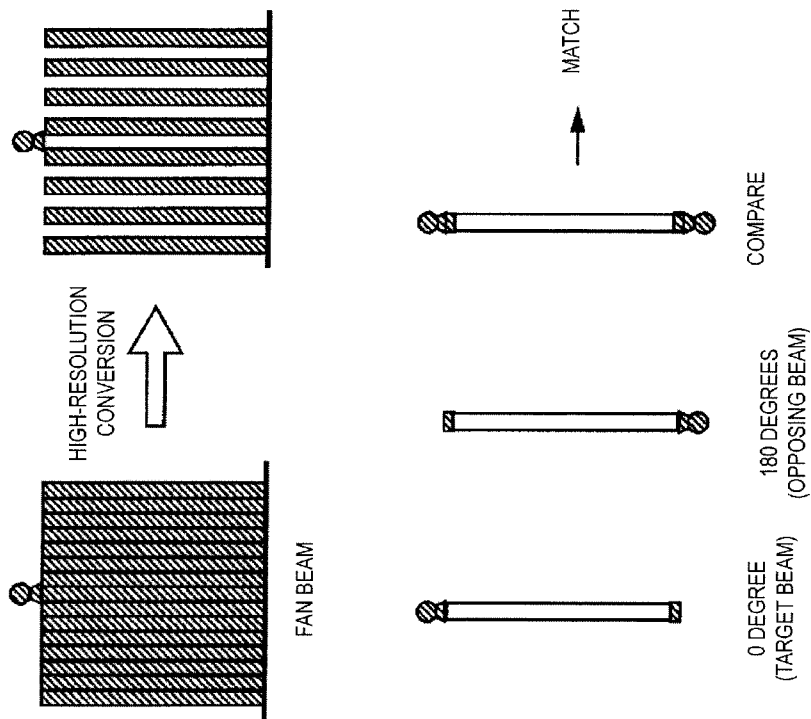 HIGH-RESOLUTION
CONVERSION
FAN BEAM
0 DEGREE
(TARGET BEAM)
180 DEGREES
(OPPOSING BEAM)
COMPARE
MATCH